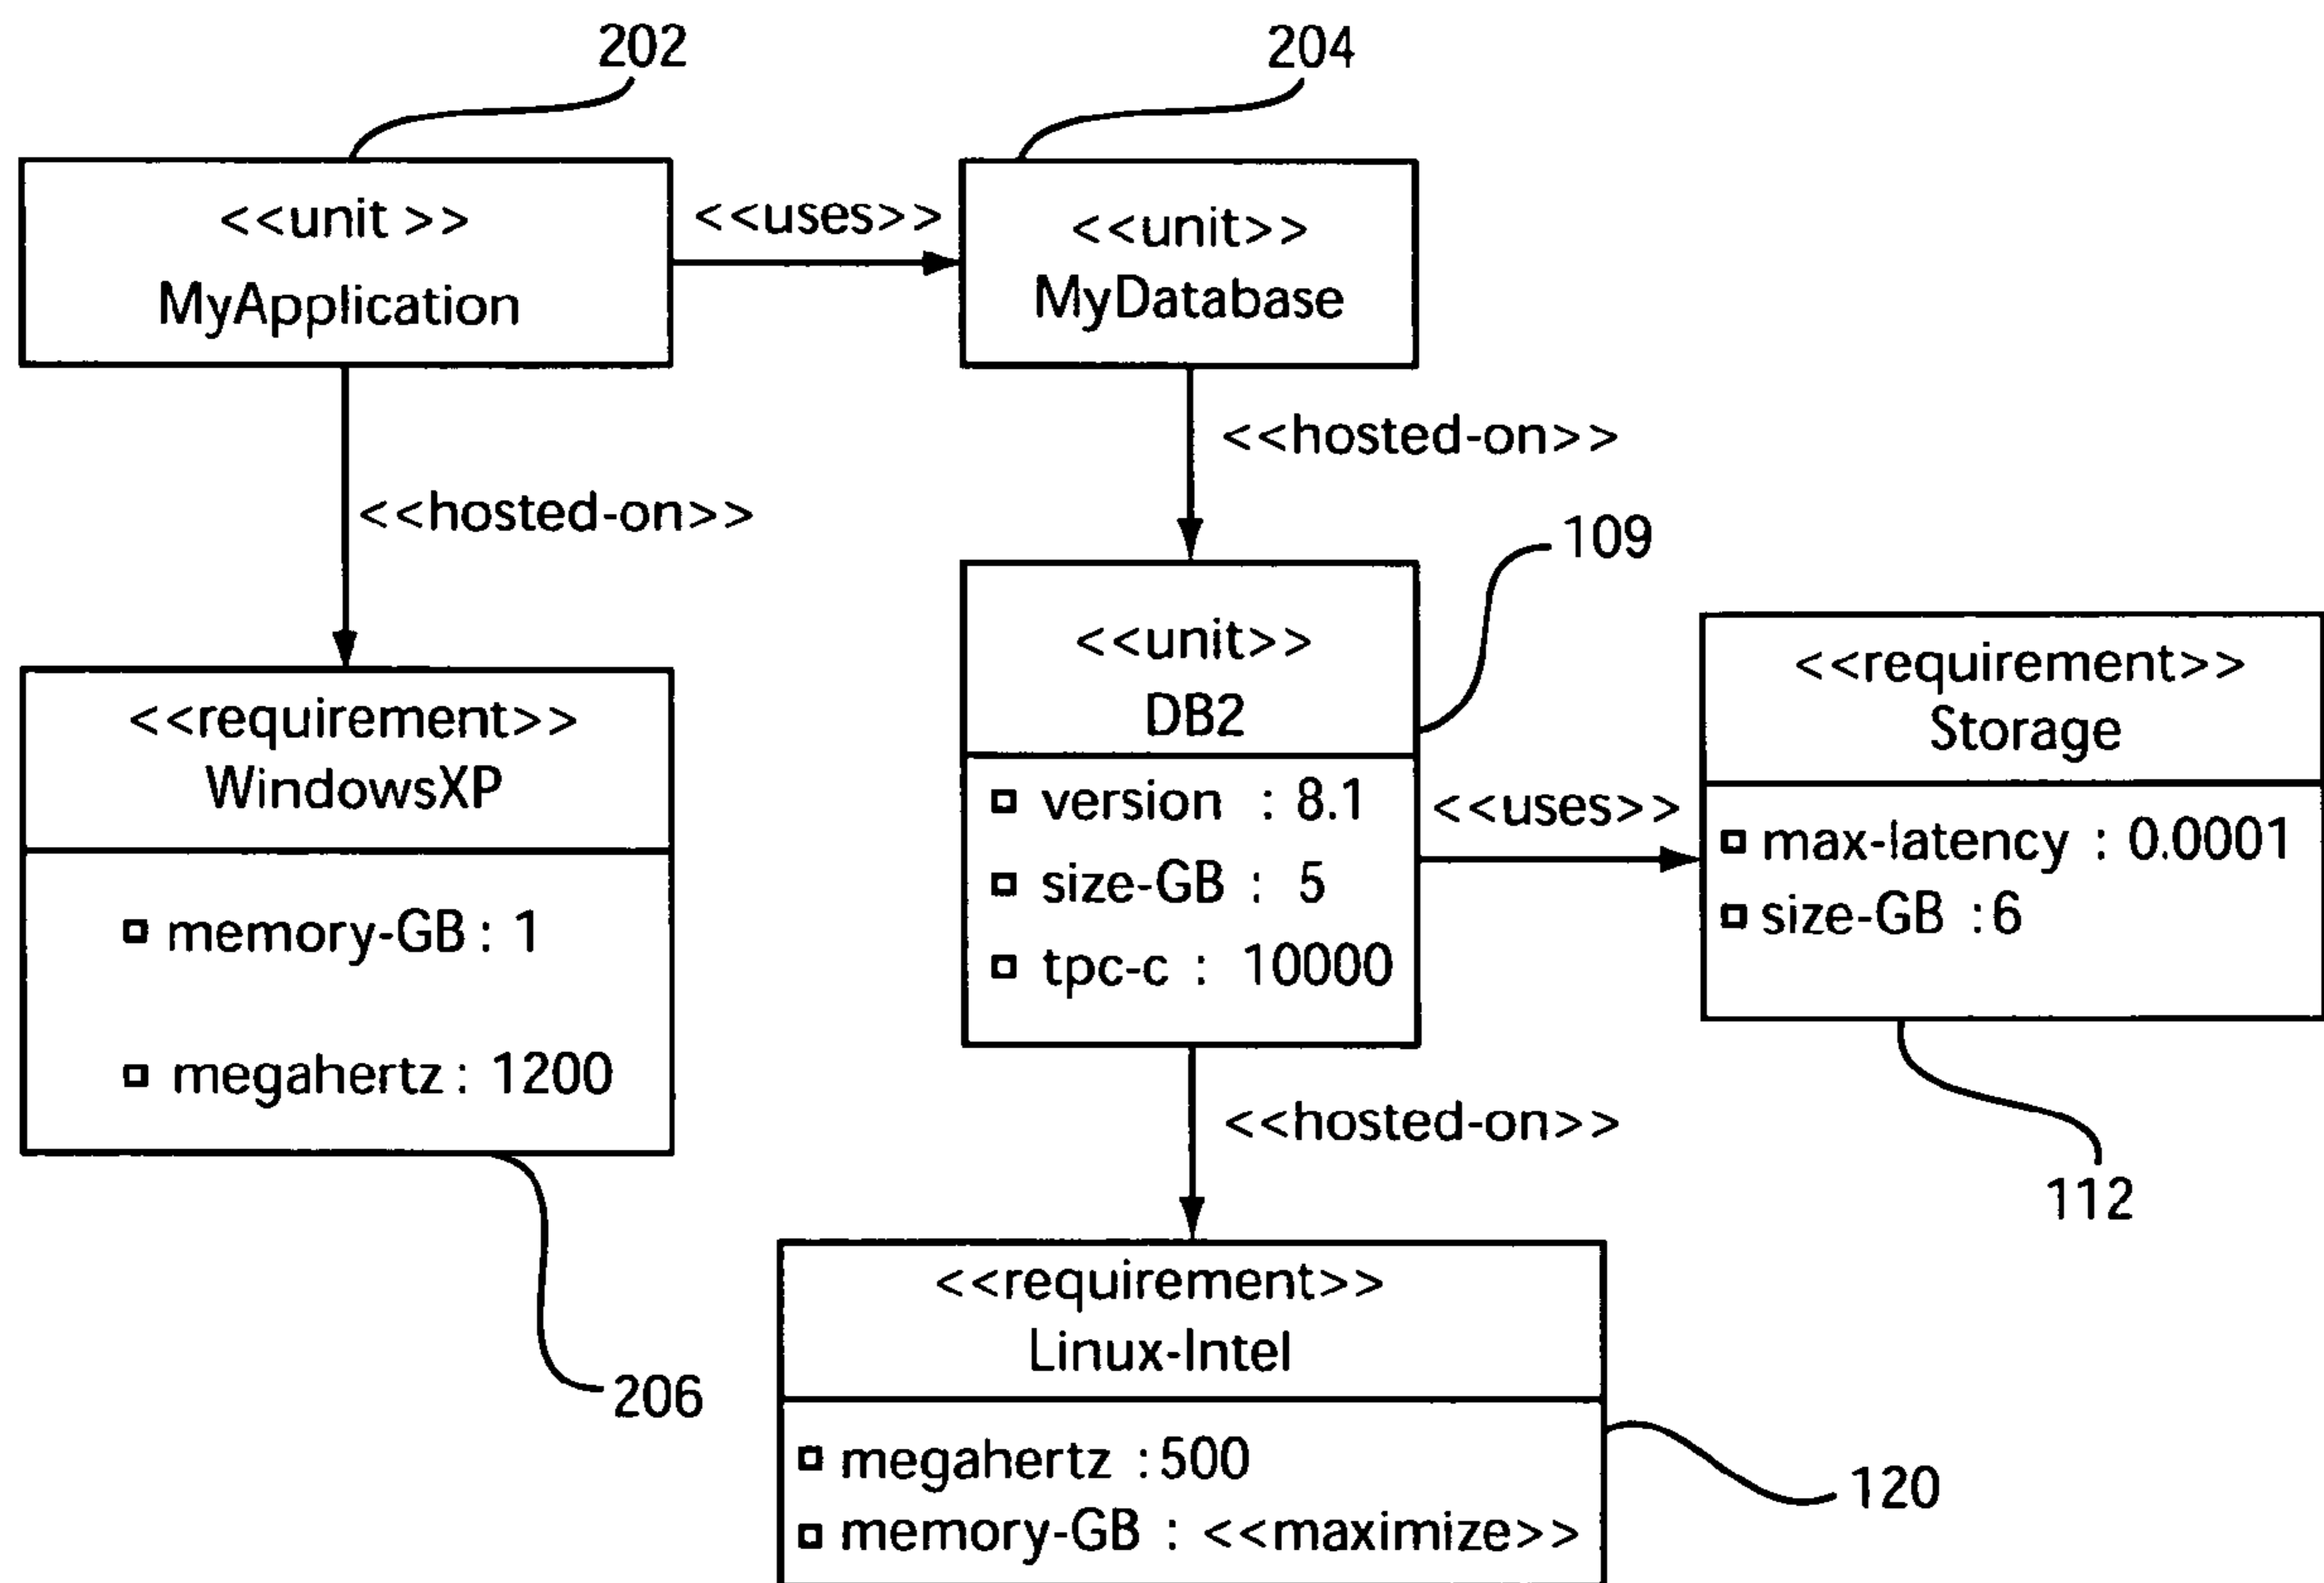 202
204
<<unit >>
MyApplication
<<uses>>
<<unit>>
MyDatabase
<<hosted-on>>
<<hosted-on>>
109
<<requirement>>
WindowsXP
memory-GB : 1
megahertz : 1200
206
<<unit>>
DB2
version : 8.1
size-GB : 5
tpc-c : 10000
<<uses>>
<<requirement>>
Storage
max-latency : 0.0001
size-GB :6
112
<<hosted-on>>
<<requirement>>
Linux-Intel
megahertz :500
memory-GB : <<maximize>>
120